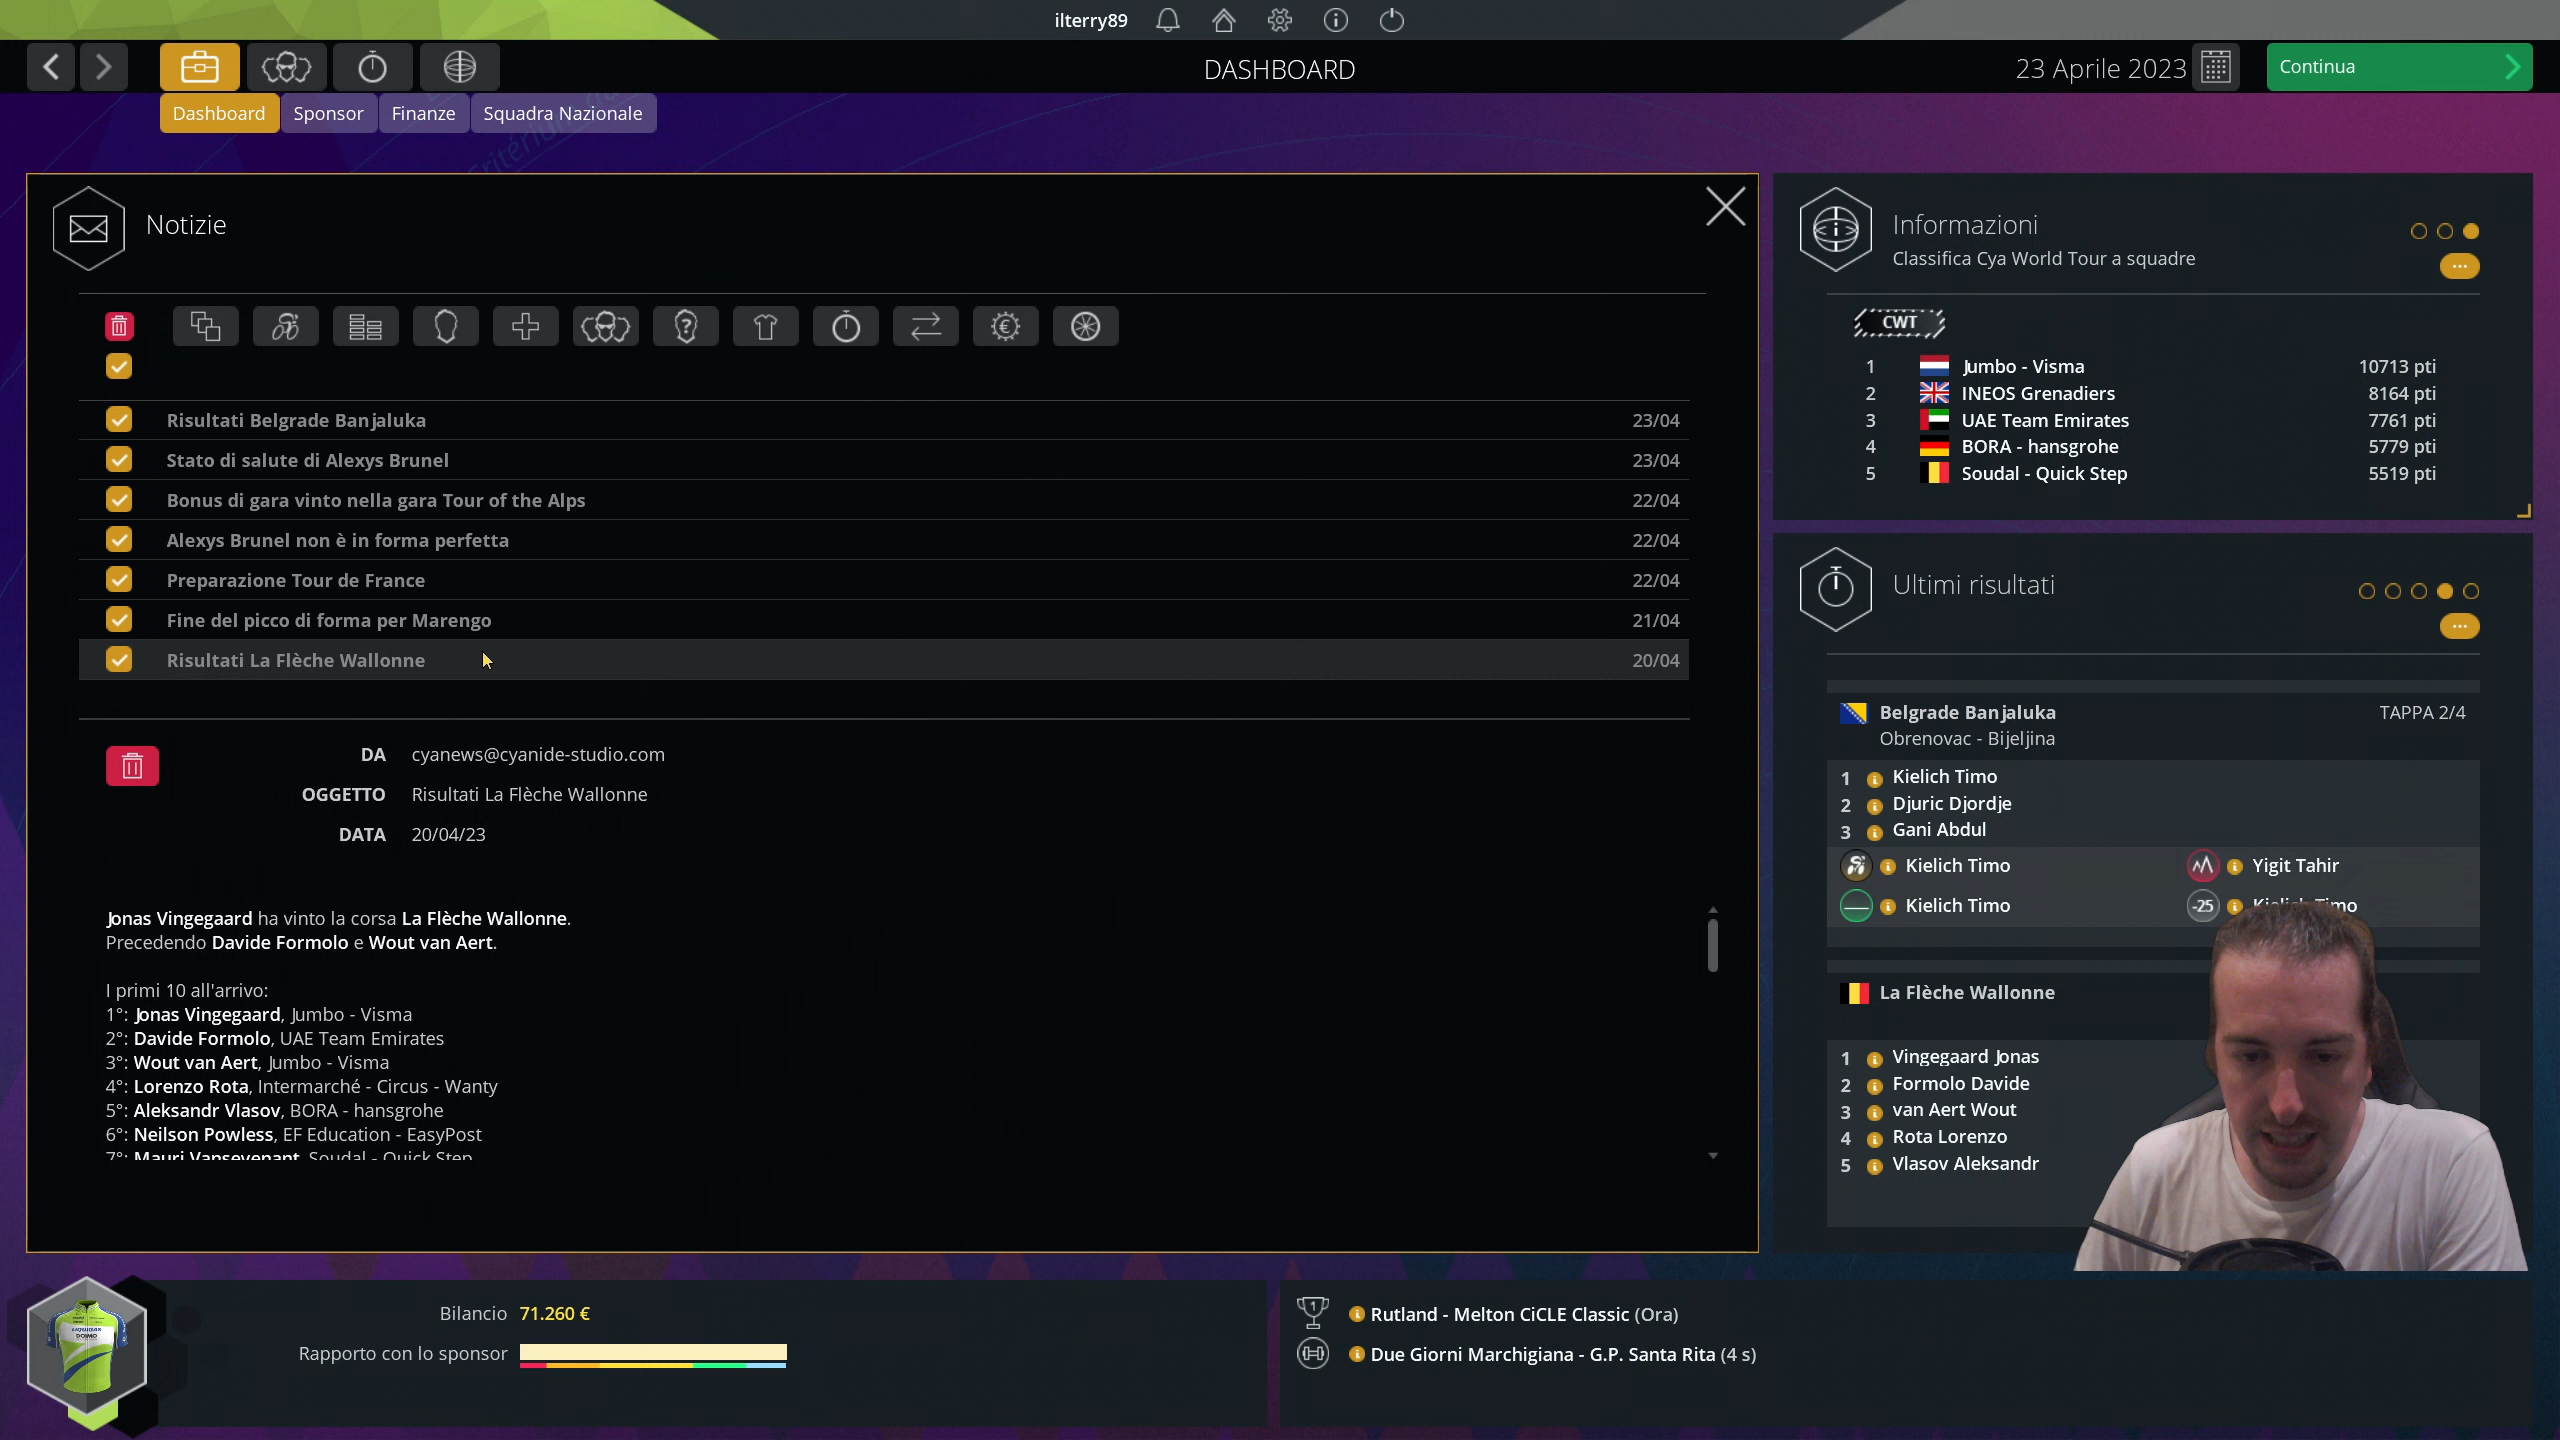 ilterry89
DASHBOARD
23 Aprile 2023
Continua
Dashboard
Sponsor
Finanze
Squadra Nazionale
Notizie
Risultati Belgrade Banjaluka 23/04
Stato di salute di Alexys Brunel 23/04
Bonus di gara vinto nella gara Tour of the Alps 22/04
Alexys Brunel non è in forma perfetta 22/04
Preparazione Tour de France 22/04
Fine del picco di forma per Marengo 21/04
Risultati La Flèche Wallonne 20/04
DA cyanews@cyanide-studio.com
OGGETTO Risultati La Flèche Wallonne
DATA 20/04/23
Jonas Vingegaard ha vinto la corsa La Flèche Wallonne.
Precedendo Davide Formolo e Wout van Aert.
I primi 10 all'arrivo:
1°: Jonas Vingegaard, Jumbo - Visma
2°: Davide Formolo, UAE Team Emirates
3°: Wout van Aert, Jumbo - Visma
4°: Lorenzo Rota, Intermarché - Circus - Wanty
5°: Aleksandr Vlasov, BORA - hansgrohe
6°: Neilson Powless, EF Education - EasyPost
7°: Mauri Vansevenant, Soudal - Quick Step
Informazioni
Classifica Cya World Tour a squadre
CWT
1 Jumbo - Visma 10713 pti
2 INEOS Grenadiers 8164 pti
3 UAE Team Emirates 7761 pti
4 BORA - hansgrohe 5779 pti
5 Soudal - Quick Step 5519 pti
Ultimi risultati
Belgrade Banjaluka TAPPA 2/4
Obrenovac - Bijeljina
1 Kielich Timo
2 Djuric Djordje
3 Gani Abdul
Kielich Timo Yigit Tahir
Kielich Timo -25 Kielich Timo
La Flèche Wallonne
1 Vingegaard Jonas
2 Formolo Davide
3 van Aert Wout
4 Rota Lorenzo
5 Vlasov Aleksandr
Bilancio 71.260 €
Rapporto con lo sponsor
Rutland - Melton CiCLE Classic (Ora)
Due Giorni Marchigiana - G.P. Santa Rita (4 s)